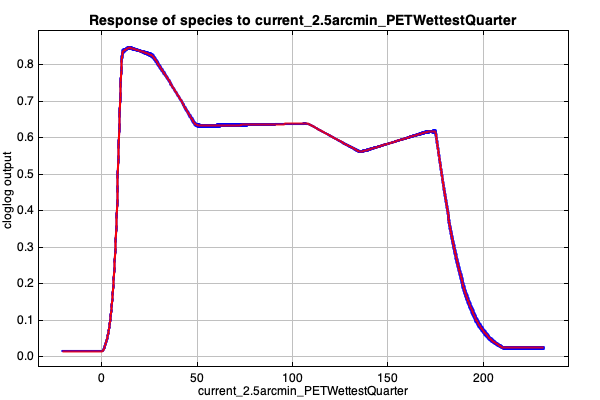 Response of species to current_2.5arcmin_PETWettestQuarter
0.8
0.7
0.6
0.5
0.4
0.3
0.2
0.1
0.0
cloglog output
0 50 100 150 200
current_2.5arcmin_PETWettestQuarter